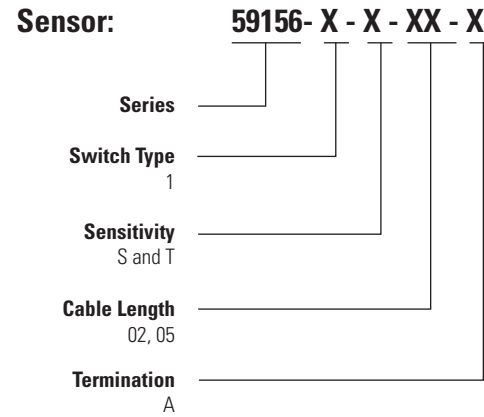 Sensor: 59156- X - X - XX - X
Series
Switch Type
1
Sensitivity
S and T
Cable Length
02, 05
Termination
A